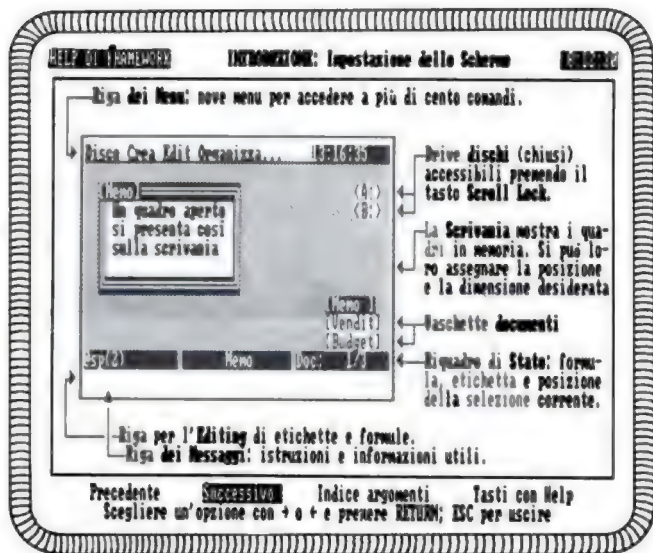 HELP DI FRAMEWORK INTRODUZIONE: Impostazione dello Schermo
Riga dei Menu: nove menu per accedere a più di cento comandi.
Disco Crea Edit Organizza...
Drive dischi (chiusi)
accessibili premendo il
tasto Scroll Lock.
(Memo)
Un quadro aperto
si presenta così
sulla scrivania
(A:)
(B:)
La Scrivania mostra i qua-
dri in memoria. Si può lo-
ro assegnare la posizione
e la dimensione desiderata
[Memo ]
[Vendit]
[Budget]
Vaschette documenti
esp(2) Memo Doc: 1/3
Riquadro di Stato: formu-
la, etichetta e posizione
della selezione corrente.
Riga per l'Editing di etichette e formule.
Riga dei Messaggi: istruzioni e informazioni utili.
Precedente Successivo Indice argomenti Tasti con Help
Scegliere un'opzione con → o ← e premere RETURN; ESC per uscire